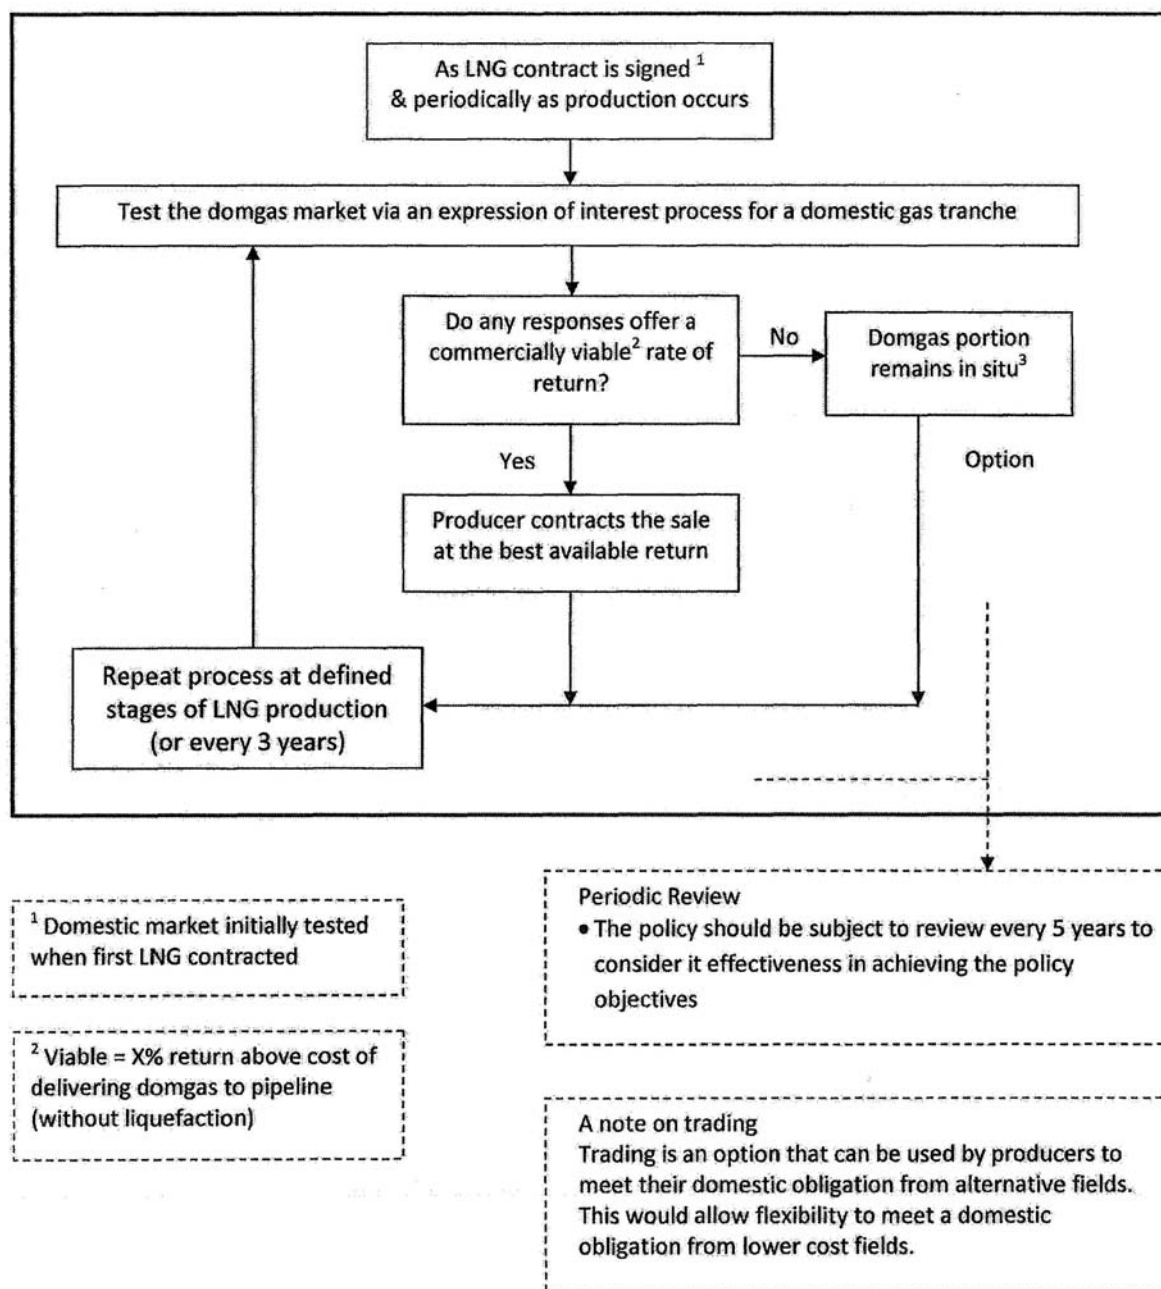 As LNG contract is signed ¹
& periodically as production occurs
Test the domgas market via an expression of interest process for a domestic gas tranche
Do any responses offer a
commercially viable² rate of
return?
No
Domgas portion
remains in situ³
Yes
Option
Producer contracts the sale
at the best available return
Repeat process at defined
stages of LNG production
(or every 3 years)
¹ Domestic market initially tested
when first LNG contracted
² Viable = X% return above cost of
delivering domgas to pipeline
(without liquefaction)
Periodic Review
• The policy should be subject to review every 5 years to
consider it effectiveness in achieving the policy
objectives
A note on trading
Trading is an option that can be used by producers to
meet their domestic obligation from alternative fields.
This would allow flexibility to meet a domestic
obligation from lower cost fields.